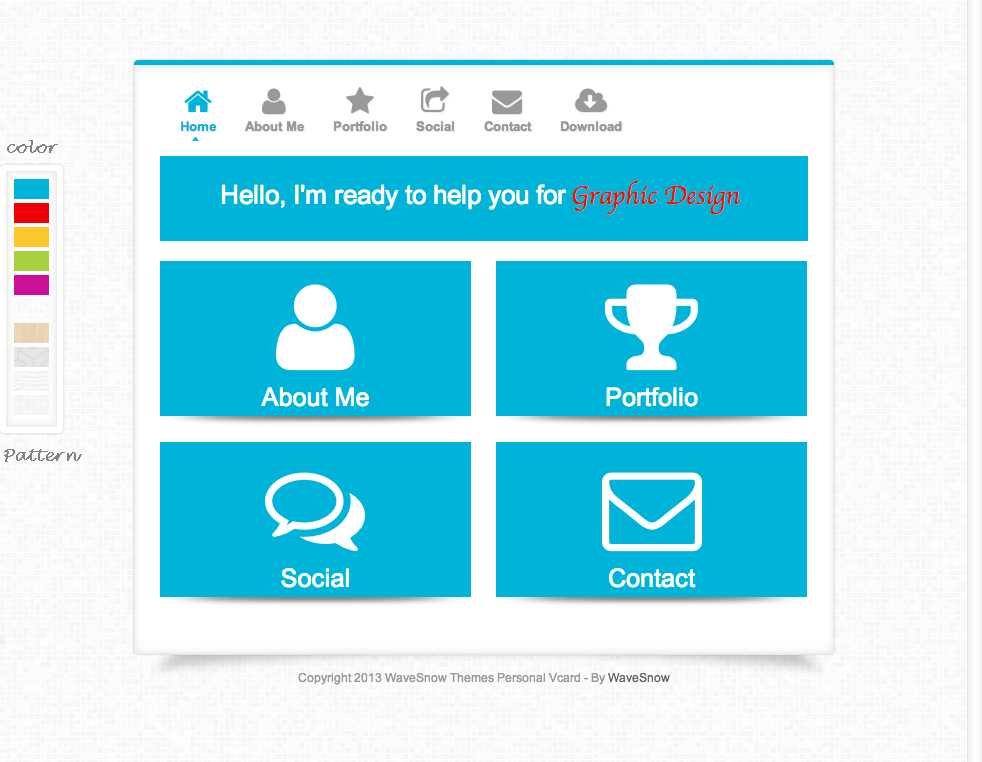 Home About Me Portfolio Social Contact Download
color
Hello, I'm ready to help you for Graphic Design
About Me
Portfolio
Social
Contact
Pattern
Copyright 2013 WaveSnow Themes Personal Vcard - By WaveSnow